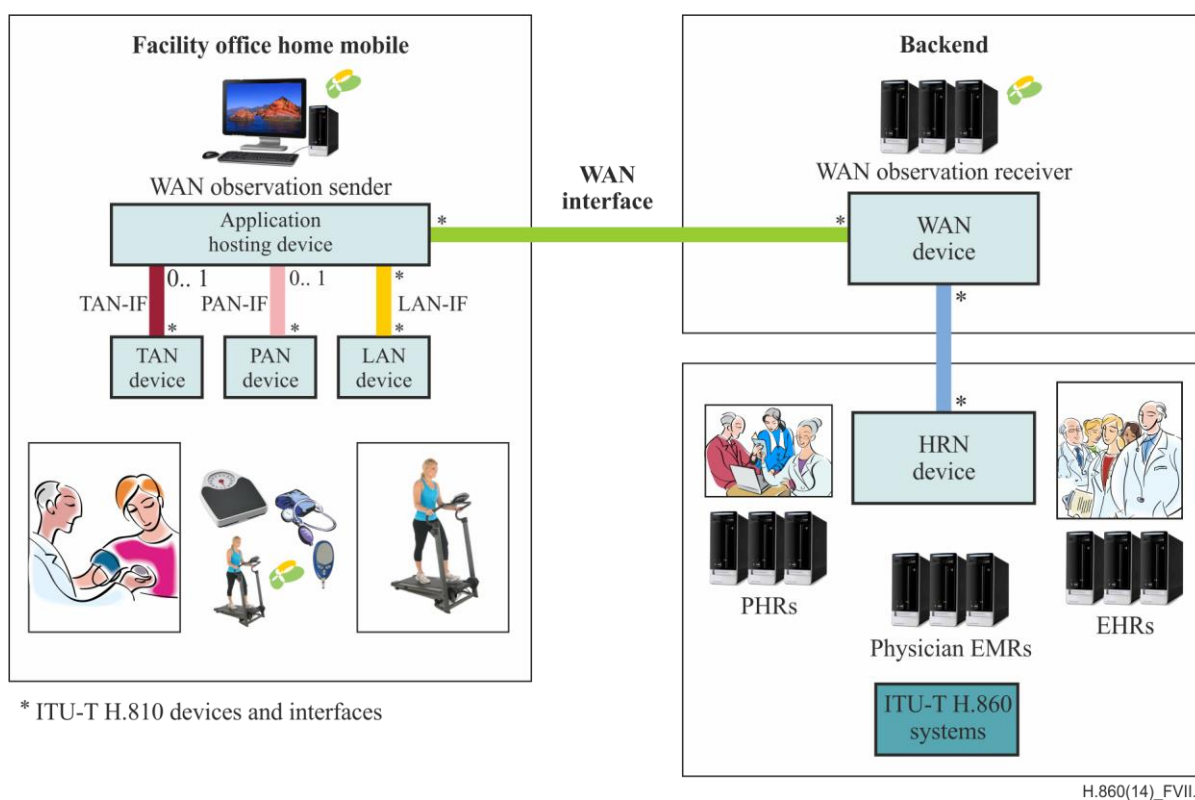 Facility office home mobile
WAN observation sender
Application
hosting device
*
0.. 1
0.. 1
*
TAN-IF
PAN-IF
LAN-IF
*
*
*
TAN
device
PAN
device
LAN
device
* ITU-T H.810 devices and interfaces
WAN
interface
Backend
WAN observation receiver
*
WAN
device
*
*
HRN
device
PHRs
Physician EMRs
EHRs
ITU-T H.860
systems
H.860(14)_FVII.